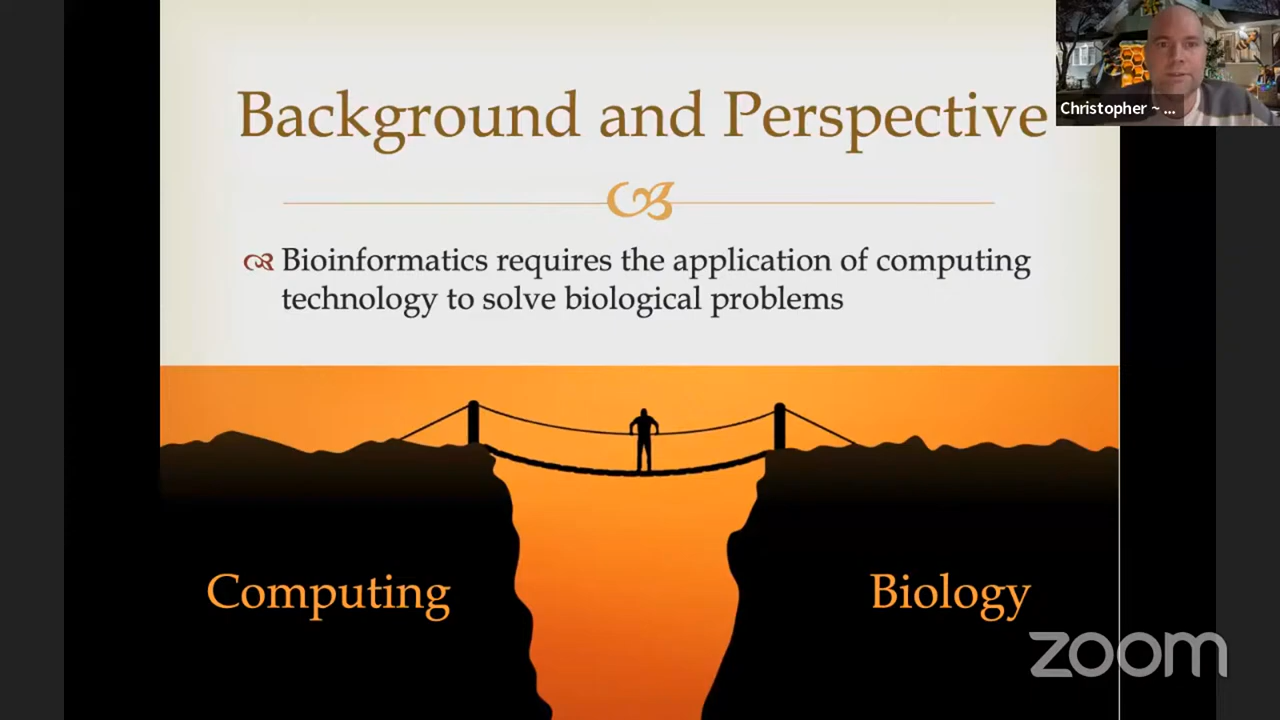 Background and Perspective
Christopher ~ ...
Bioinformatics requires the application of computing
technology to solve biological problems
Computing
Biology
zoom